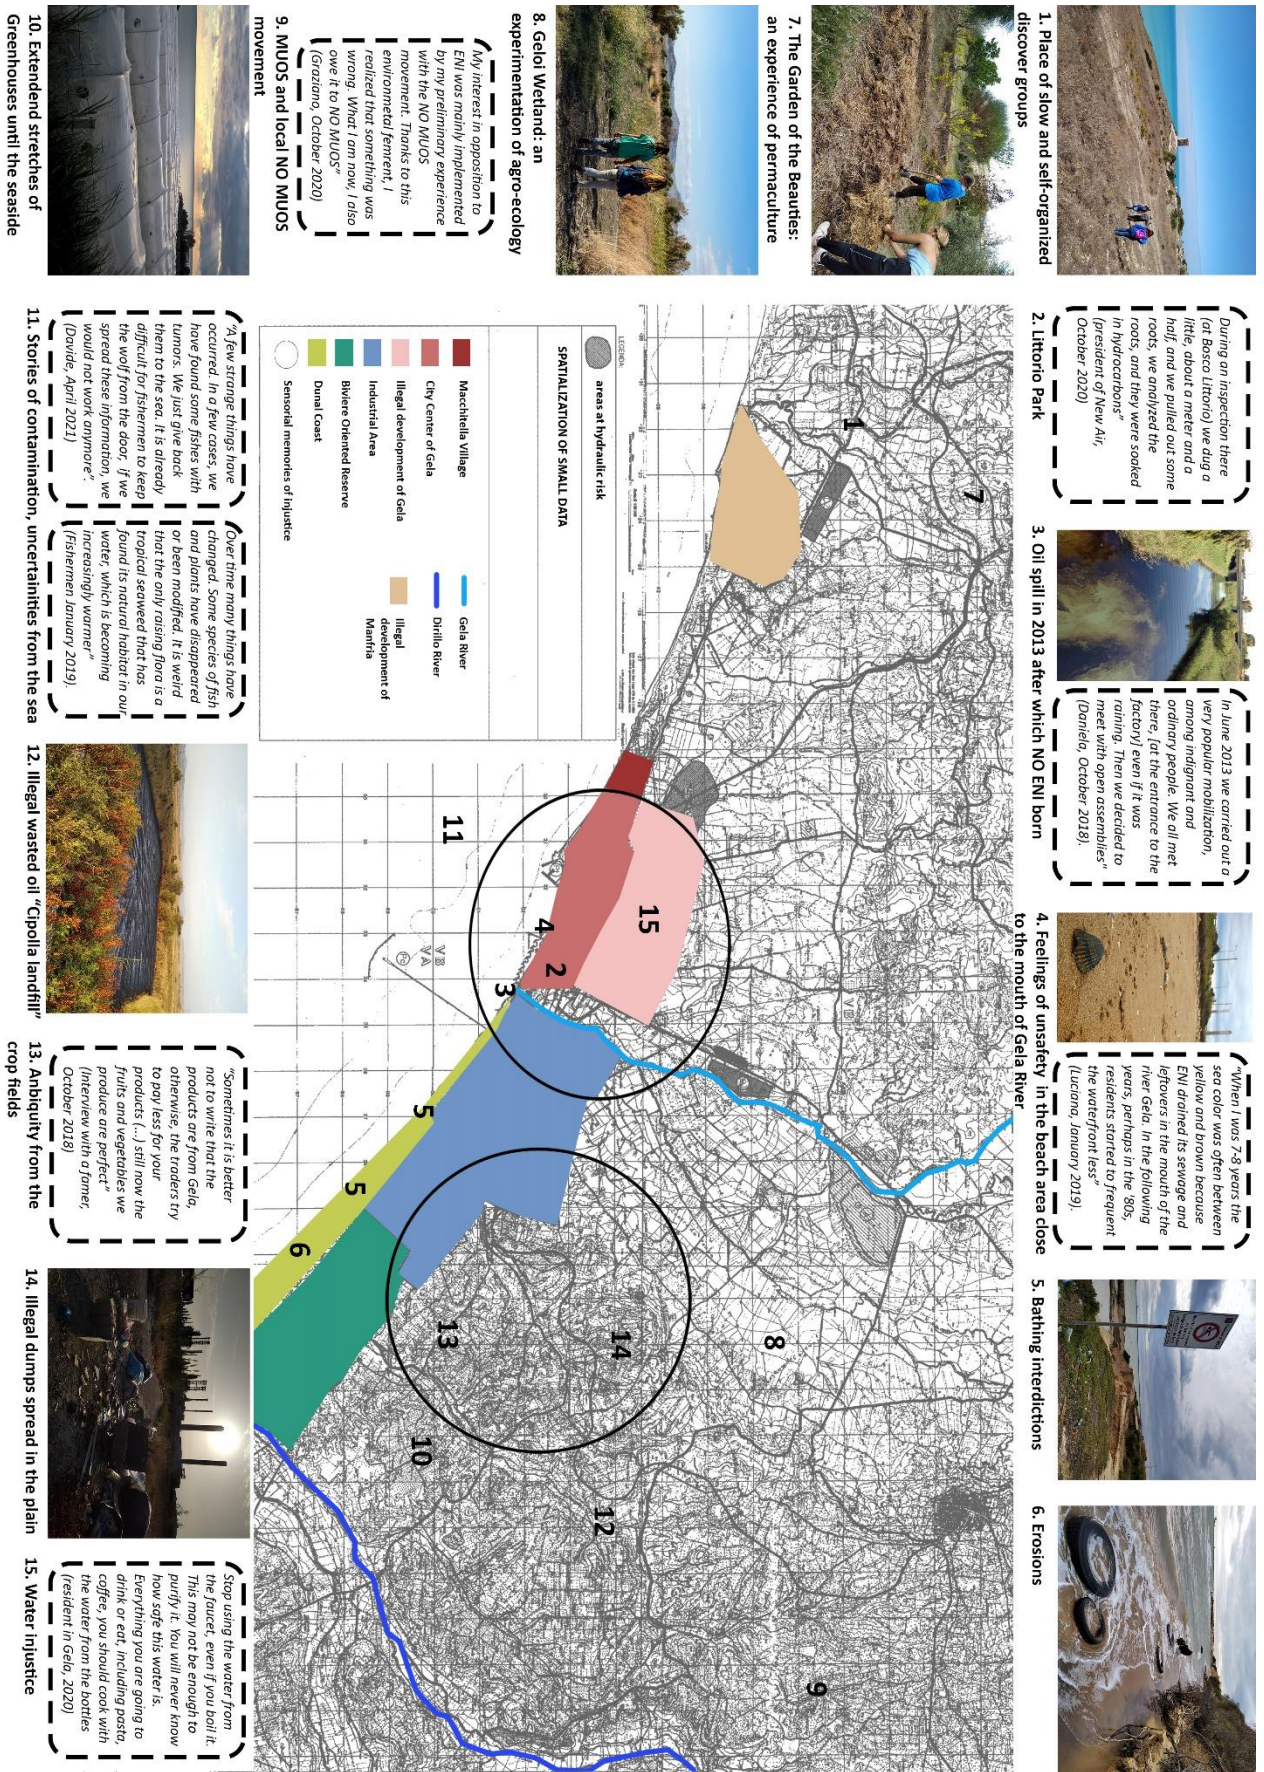 1. Place of slow and self-organized
discover groups
During an inspection there
(at Bosco Littorio) we dug a
little, about a meter and a
half, and we pulled out some
roots, we analyzed the
roots, and they were soaked
in hydrocarbons"
(president of New Air,
October 2020)
2. Littorio Park
3. Oil spill in 2013 after which NO ENI born
In June 2013 we carried out a
very popular mobilization,
among indignant and
ordinary people. We all met
there, [at the entrance to the
factory] even if it was
raining. Then we decided to
meet with open assemblies"
(Daniela, October 2018).
4. Feelings of unsafety in the beach area close
to the mouth of Gela River
"When I was 7-8 years the
sea color was often between
yellow and brown becuase
ENI drained its sewage and
leftovers in the mouth of the
river Gela. In the following
years, perhaps in the '80s,
residents started to frequent
the waterfront less"
(Luciana, January 2019).
5. Bathing interdictions
6. Erosions
7. The Garden of the Beauties:
an experience of permaculture
8. Geloi Wetland: an
experimentation of agro-ecology
My interest in opposition to
ENI was mainly implemented
by my preliminary experience
with the NO MUOS
movement. Thanks to this
environmetal femrent, I
realized that something was
wrong. What I am now, I also
owe it to NO MUOS"
(Graziano, October 2020)
9. MUOS and local NO MUOS
movement
10. Extendend stretches of
Greenhouses until the seaside
LEGENDA:
areas at hydraulic risk
SPATIALIZATION OF SMALL DATA
Macchitella Village
City Center of Gela
Illegal development of Gela
Industrial Area
Biviere Oriented Reserve
Dunal Coast
Sensorial memories of injustice
Gela River
Dirillo River
Illegal
development of
Manfria
1
7
11
4
2
3
15
5
5
6
8
14
13
10
12
9
VB
VA
VB
"A few strange things have
occurred. In a few cases, we
have found some fishes with
tumors. We just give back
them to the sea. It is already
difficult for fishermen to keep
the wolf from the door, if we
spread these information, we
would not work anymore".
(Davide, April 2021)
Over time many things have
changed. Some species of fish
and plants have disappeared
or been modified. It is weird
that the only raising flora is a
tropical seaweed that has
found its natural habitat in our
water, which is becoming
increasingly warmer"
(Fishermen January 2019).
11. Stories of contamination, uncertainities from the sea
12. Illegal wasted oil "Cipolla landfill"
"Sometimes it is better
not to write that the
products are from Gela,
otherwise, the traders try
to pay less for your
products (...) still now the
fruits and vegetables we
produce are perfect"
(Interview with a famer,
October 2018)
13. Anbiquity from the
crop fields
14. Illegal dumps spread in the plain
Stop using the water from
the faucet, even if you boil it.
This may not be enough to
purify it. You will never know
how safe this water is.
Everything you are going to
drink or eat, including pasta,
coffee, you should cook with
the water from the bottles
(resident in Gela, 2020)
15. Water injustice